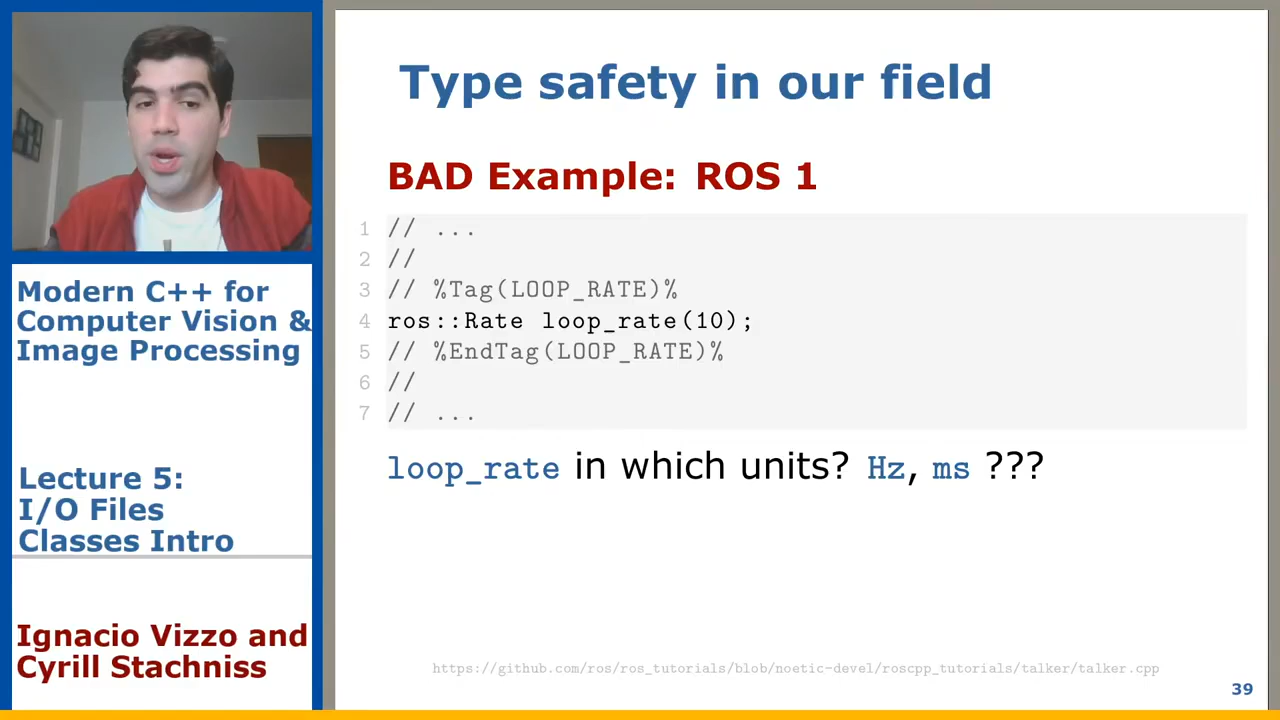 Type safety in our field
BAD Example: ROS 1
1 // ...
2 //
3 // %Tag(LOOP_RATE)%
4 ros::Rate loop_rate(10);
5 // %EndTag(LOOP_RATE)%
6 //
7 // ...
loop_rate in which units? Hz, ms ???
https://github.com/ros/ros_tutorials/blob/noetic-devel/roscpp_tutorials/talker/talker.cpp
39
Modern C++ for
Computer Vision &
Image Processing
Lecture 5:
I/O Files
Classes Intro
Ignacio Vizzo and
Cyrill Stachniss